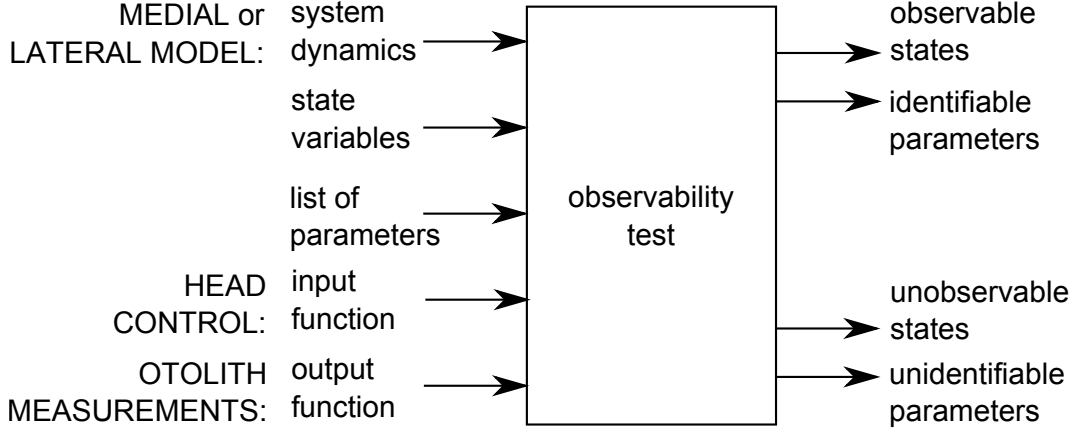 MEDIAL or
LATERAL MODEL:
system
dynamics
state
variables
list of
parameters
HEAD
CONTROL:
input
function
OTOLITH
MEASUREMENTS:
output
function
observability
test
observable
states
identifiable
parameters
unobservable
states
unidentifiable
parameters